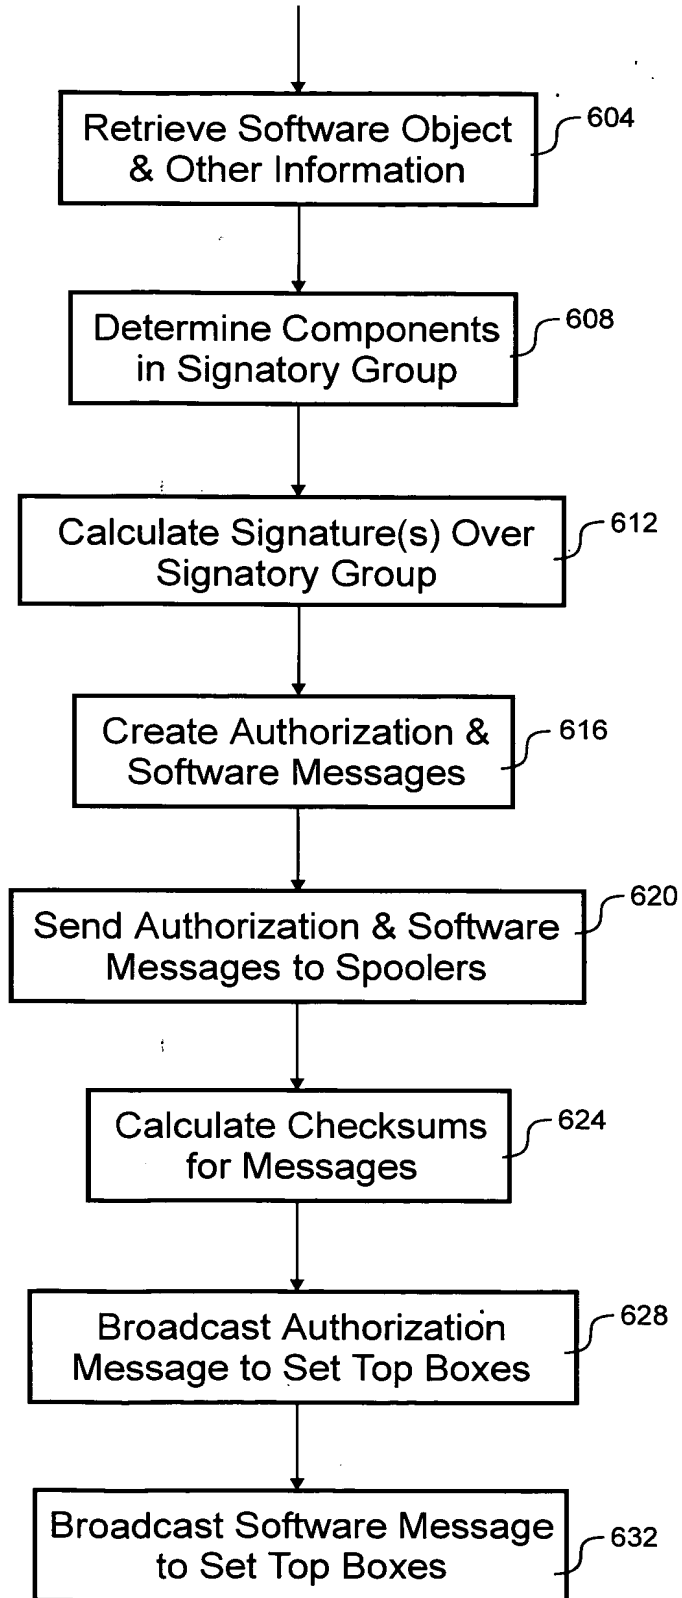 Retrieve Software Object
& Other Information
604
Determine Components
in Signatory Group
608
Calculate Signature(s) Over
Signatory Group
612
Create Authorization &
Software Messages
616
Send Authorization & Software
Messages to Spoolers
620
Calculate Checksums
for Messages
624
Broadcast Authorization
Message to Set Top Boxes
628
Broadcast Software Message
to Set Top Boxes
632